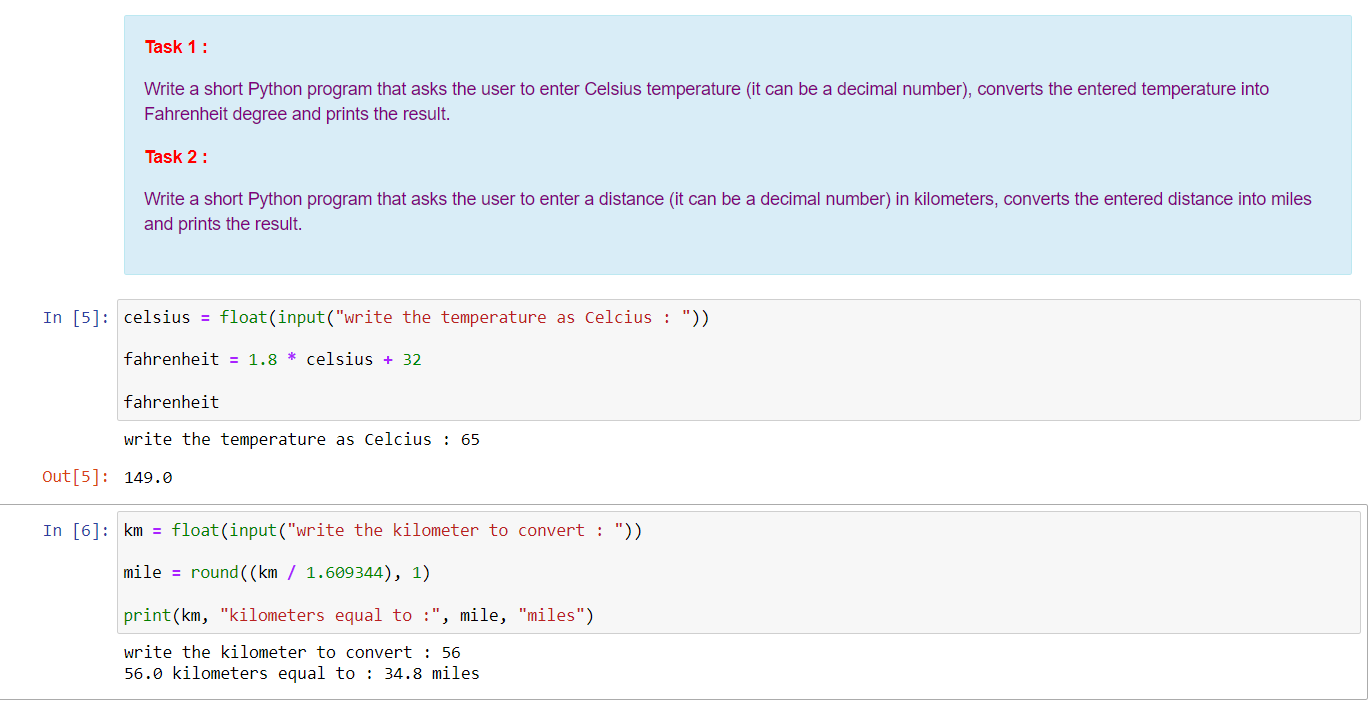 Task 1 :
Write a short Python program that asks the user to enter Celsius temperature (it can be a decimal number), converts the entered temperature into
Fahrenheit degree and prints the result.
Task 2 :
Write a short Python program that asks the user to enter a distance (it can be a decimal number) in kilometers, converts the entered distance into miles
and prints the result.
In [5]: celsius = float(input("write the temperature as Celcius : "))
fahrenheit = 1.8 * celsius + 32
fahrenheit
write the temperature as Celcius : 65
Out[5]: 149.0
In [6]: km = float(input("write the kilometer to convert : "))
mile = round((km / 1.609344), 1)
print(km, "kilometers equal to :", mile, "miles")
write the kilometer to convert : 56
56.0 kilometers equal to : 34.8 miles